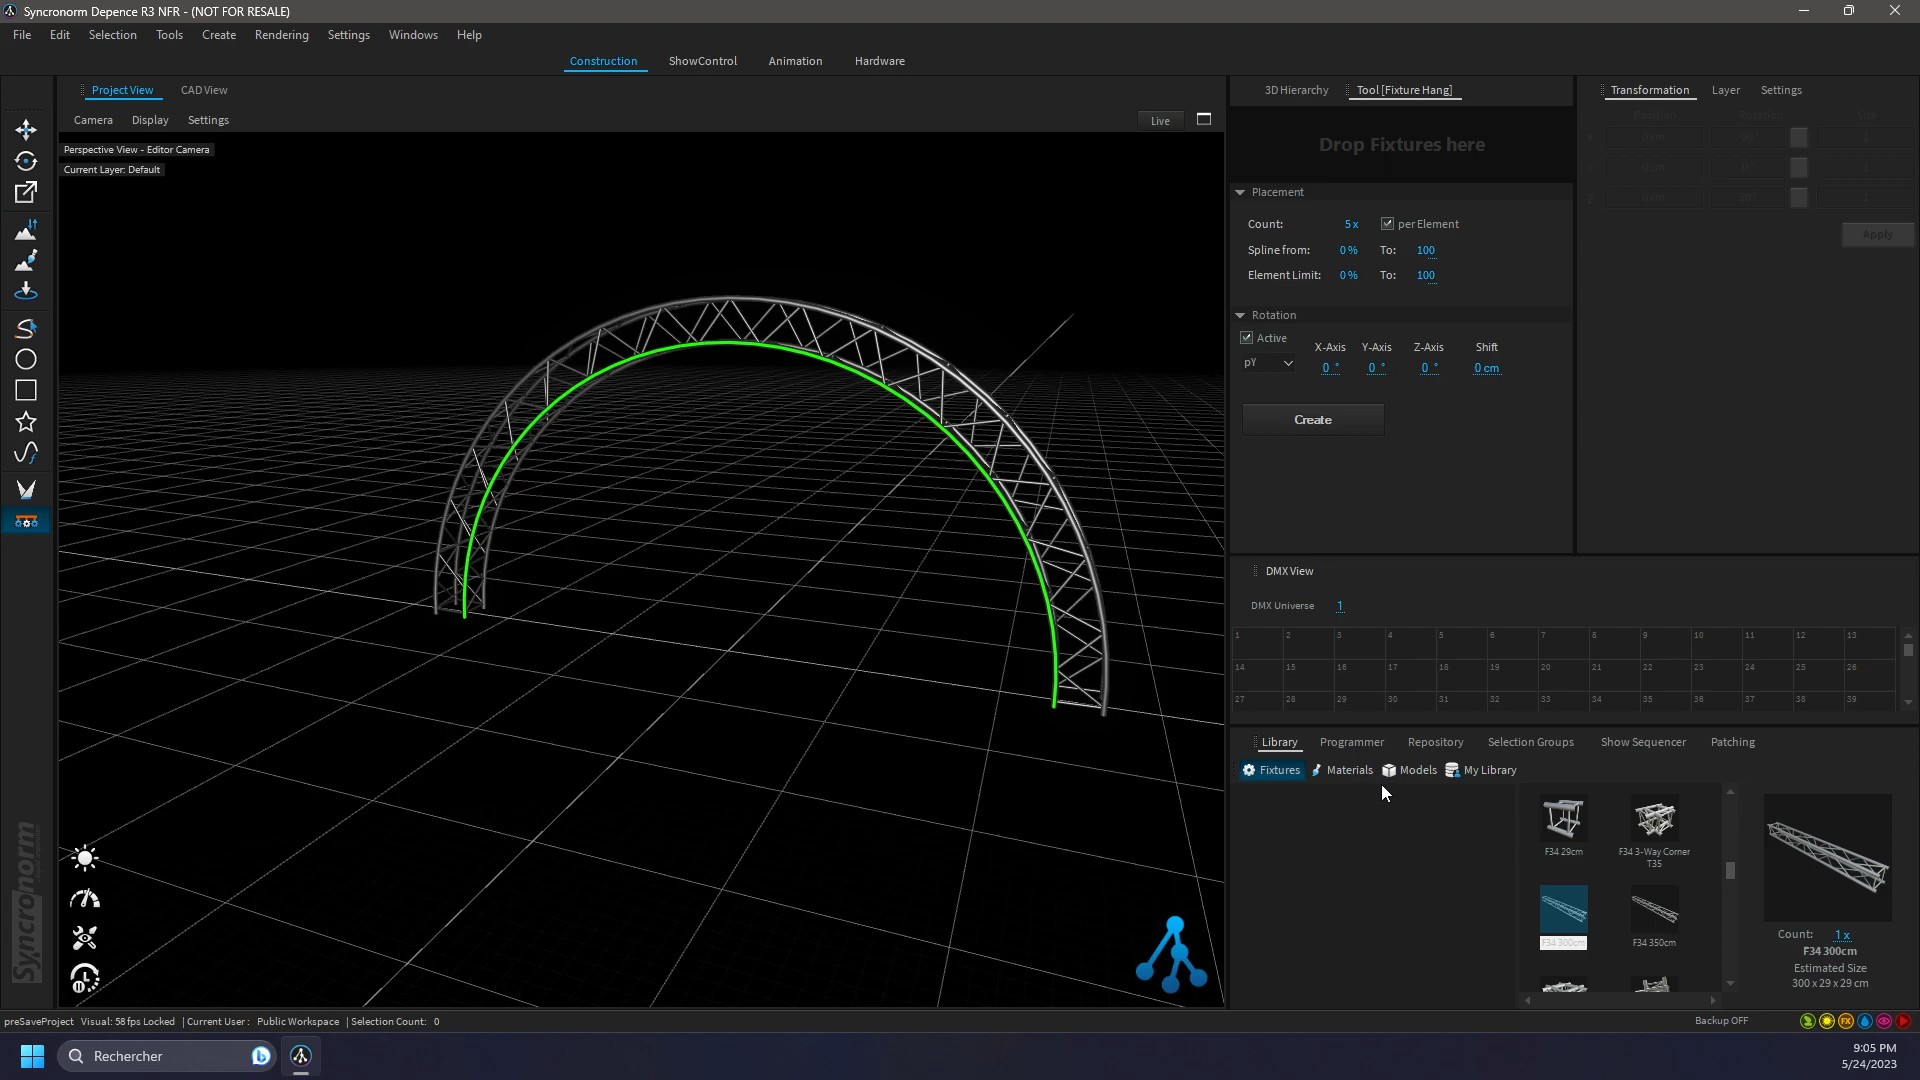 Syncronorm Depence R3 NFR - (NOT FOR RESALE)
File Edit Selection Tools Create Rendering Settings Windows Help
Construction ShowControl Animation Hardware
Project View CAD View
3D Hierarchy Tool [Fixture Hang]
Transformation Layer Settings
Camera Display Settings
Live
Perspective View - Editor Camera
Current Layer: Default
Position Rotation Size
Drop Fixtures here
Placement
Count: 5 x per Element
Spline from: 0 % To: 100
Element Limit: 0 % To: 100
Apply
Rotation
Active
X-Axis Y-Axis Z-Axis Shift
pY 0 ° 0 ° 0 ° 0 cm
Create
DMX View
DMX Universe 1
1 2 3 4 5 6 7 8 9 10 11 12 13
14 15 16 17 18 19 20 21 22 23 24 25 26
27 28 29 30 31 32 33 34 35 36 37 38 39
Library Programmer Repository Selection Groups Show Sequencer Patching
Fixtures Materials Models My Library
F34 29cm
F34 3-Way Corner
T35
F34 300cm
F34 350cm
Count: 1 x
F34 300cm
Estimated Size
300 x 29 x 29 cm
Syncronorm
preSaveProject Visual: 58 fps Locked | Current User: Public Workspace | Selection Count: 0
Backup OFF
FX
Rechercher
9:05 PM
5/24/2023